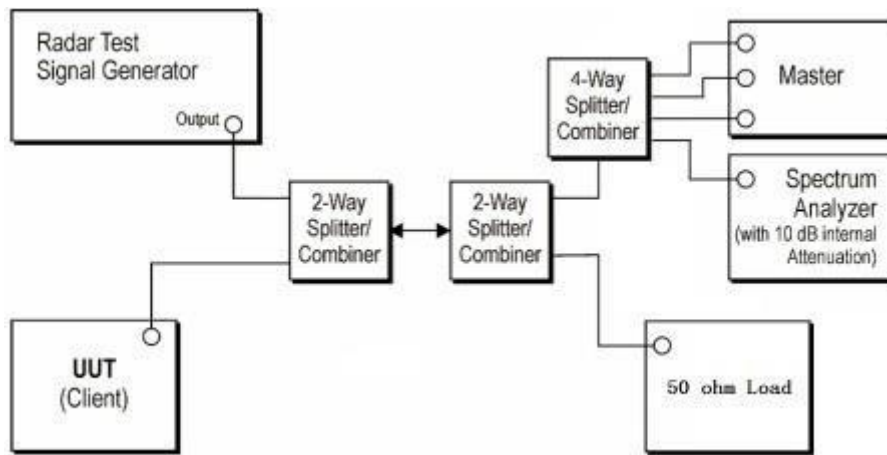 Radar Test
Signal Generator
Output
4-Way
Splitter/
Combiner
Master
2-Way
Splitter/
Combiner
2-Way
Splitter/
Combiner
Spectrum
Analyzer
(with 10 dB internal
Attenuation)
UUT
(Client)
50 ohm Load